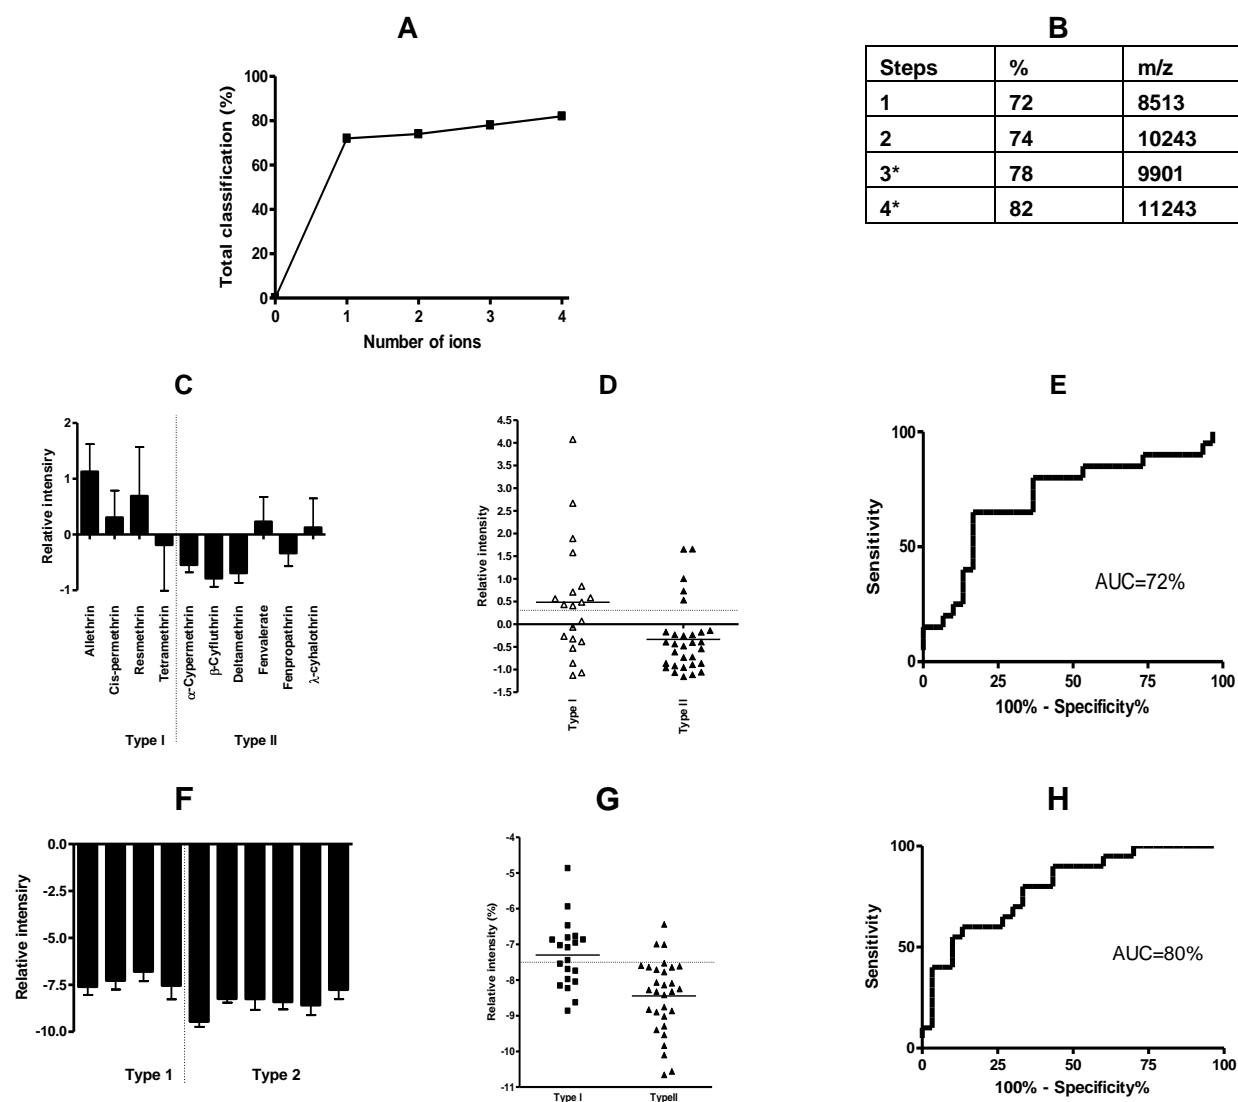 A
B
Total classification (%)
100
80
60
40
20
0
0 1 2 3 4
Number of ions
Steps % m/z
1 72 8513
2 74 10243
3* 78 9901
4* 82 11243
C
D
E
Relative intensiry
2
1
0
-1
Allethrin
Cis-permethrin
Resmethrin
Tetramethrin
α-Cypermethrin
β-Cyfluthrin
Deltamethrin
Fenvalerate
Fenpropathrin
λ-cyhalothrin
Type I Type II
Relative intensity
4.5
4.0
3.5
3.0
2.5
2.0
1.5
1.0
0.5
0.0
-0.5
-1.0
-1.5
Type I
Type II
Sensitivity
100
50
0
0 25 50 75 100
AUC=72%
100% - Specificity%
F
G
H
Relative intensiry
0.0
-2.5
-5.0
-7.5
-10.0
Type 1 Type 2
Relative intensity (%)
-4
-5
-6
-7
-8
-9
-10
-11
Type I TypeII
Sensitivity
100
50
0
0 25 50 75 100
AUC=80%
100% - Specificity%